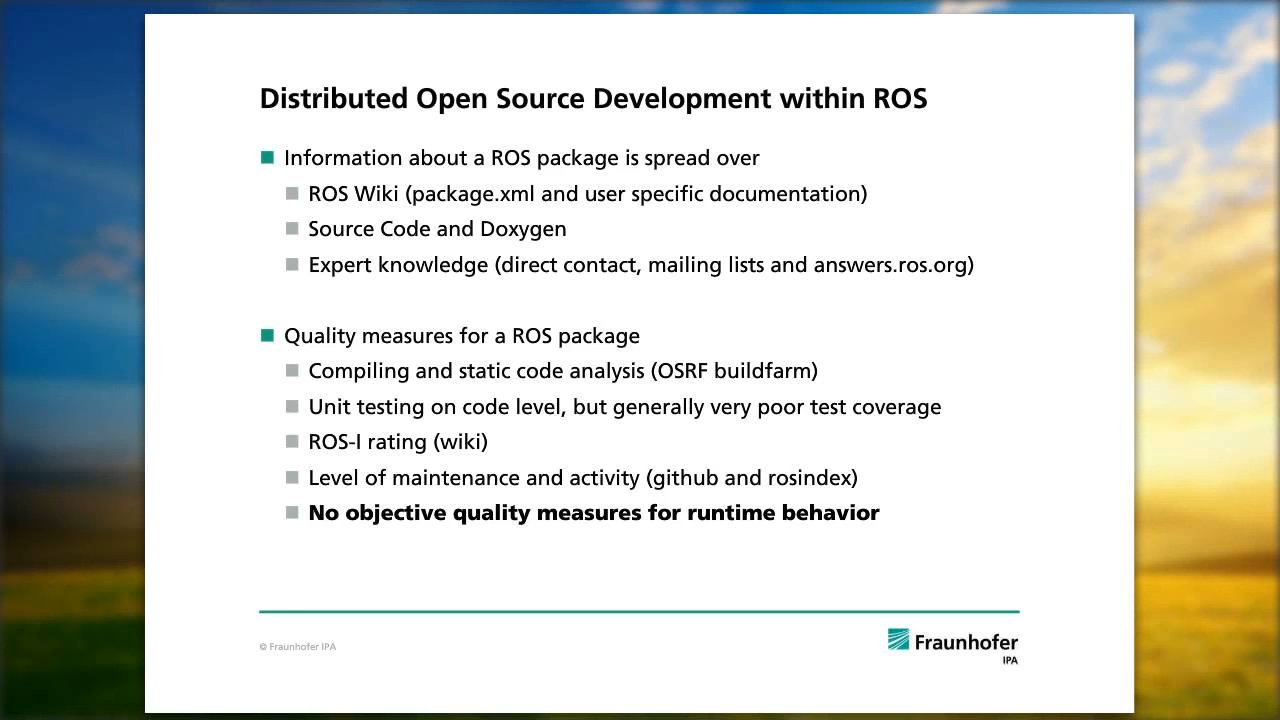 Distributed Open Source Development within ROS
Information about a ROS package is spread over
ROS Wiki (package.xml and user specific documentation)
Source Code and Doxygen
Expert knowledge (direct contact, mailing lists and answers.ros.org)
Quality measures for a ROS package
Compiling and static code analysis (OSRF buildfarm)
Unit testing on code level, but generally very poor test coverage
ROS-I rating (wiki)
Level of maintenance and activity (github and rosindex)
No objective quality measures for runtime behavior
© Fraunhofer IPA
Fraunhofer
IPA